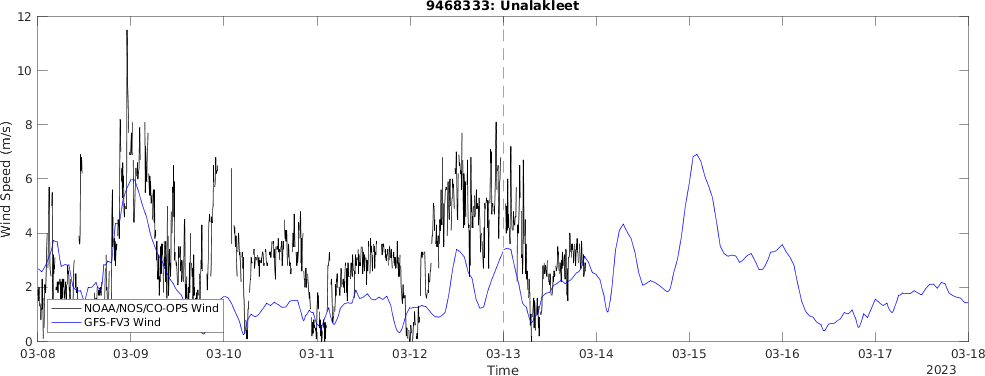 9468333: Unalakleet
12
10
8
6
4
2
0
Wind Speed (m/s)
NOAA/NOS/CO-OPS Wind
GFS-FV3 Wind
03-08 03-09 03-10 03-11 03-12 03-13 03-14 03-15 03-16 03-17 03-18
Time
2023